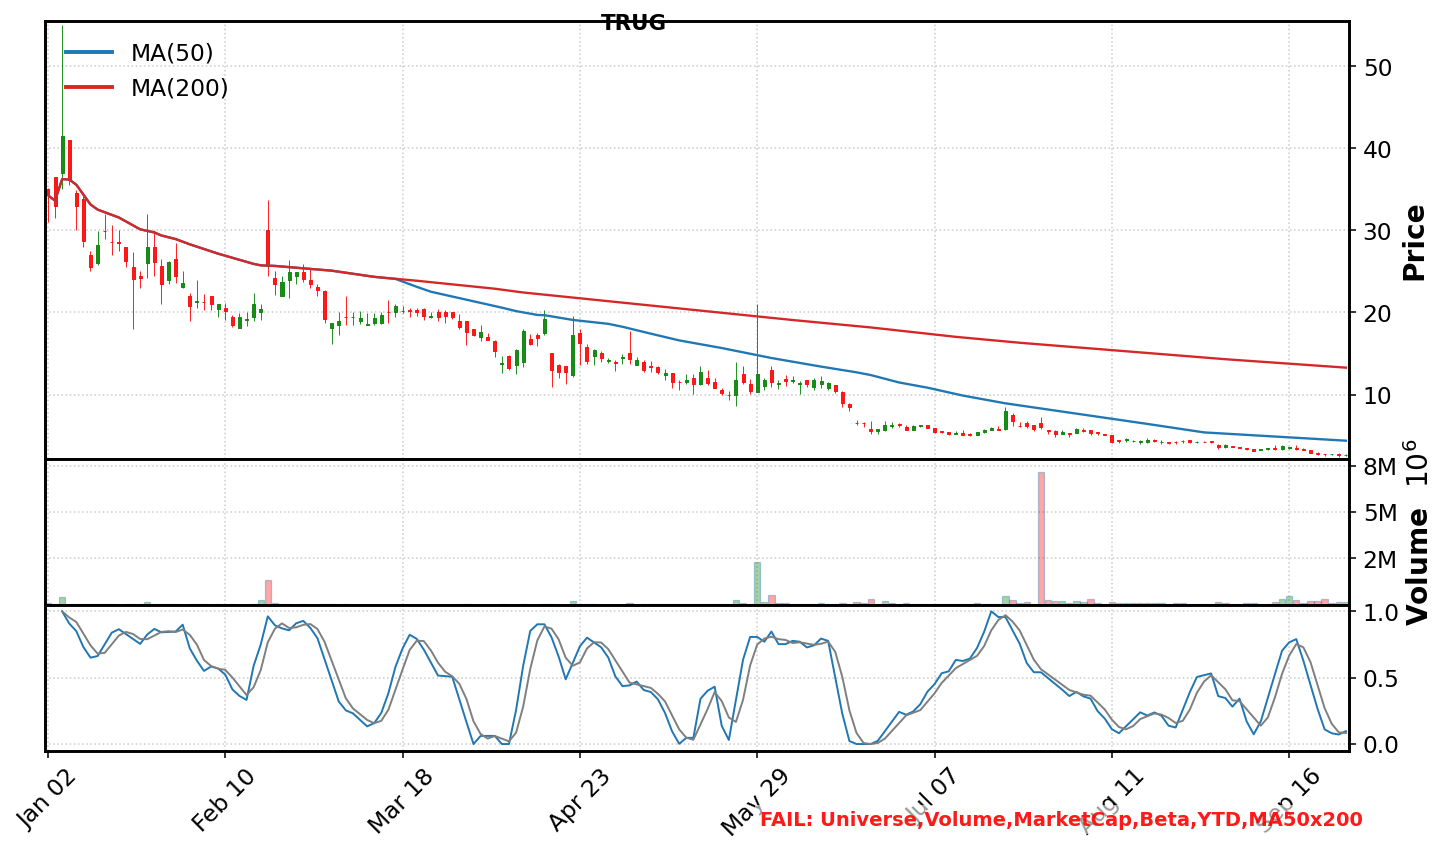 TRUG
MA(50)
MA(200)
50
40
30
20
10
Price
8M
5M
2M
Volume 10^6
1.0
0.5
0.0
Jan 02
Feb 10
Mar 18
Apr 23
May 29
Jul 07
Aug 11
Sep 16
FAIL: Universe,Volume,MarketCap,Beta,YTD,MA50x200